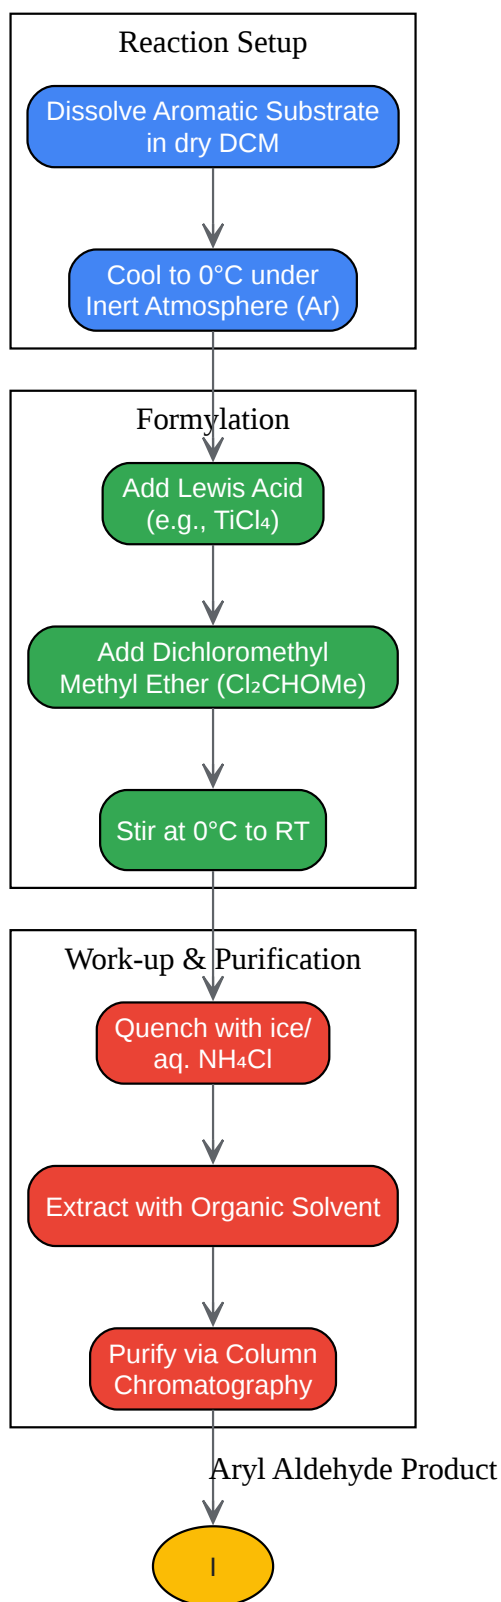 Reaction Setup
Dissolve Aromatic Substrate
in dry DCM
Cool to 0°C under
Inert Atmosphere (Ar)
Formylation
Add Lewis Acid
(e.g., TiCl₄)
Add Dichloromethyl
Methyl Ether (Cl₂CHOMe)
Stir at 0°C to RT
Work-up & Purification
Quench with ice/
aq. NH₄Cl
Extract with Organic Solvent
Purify via Column
Chromatography
Aryl Aldehyde Product
I